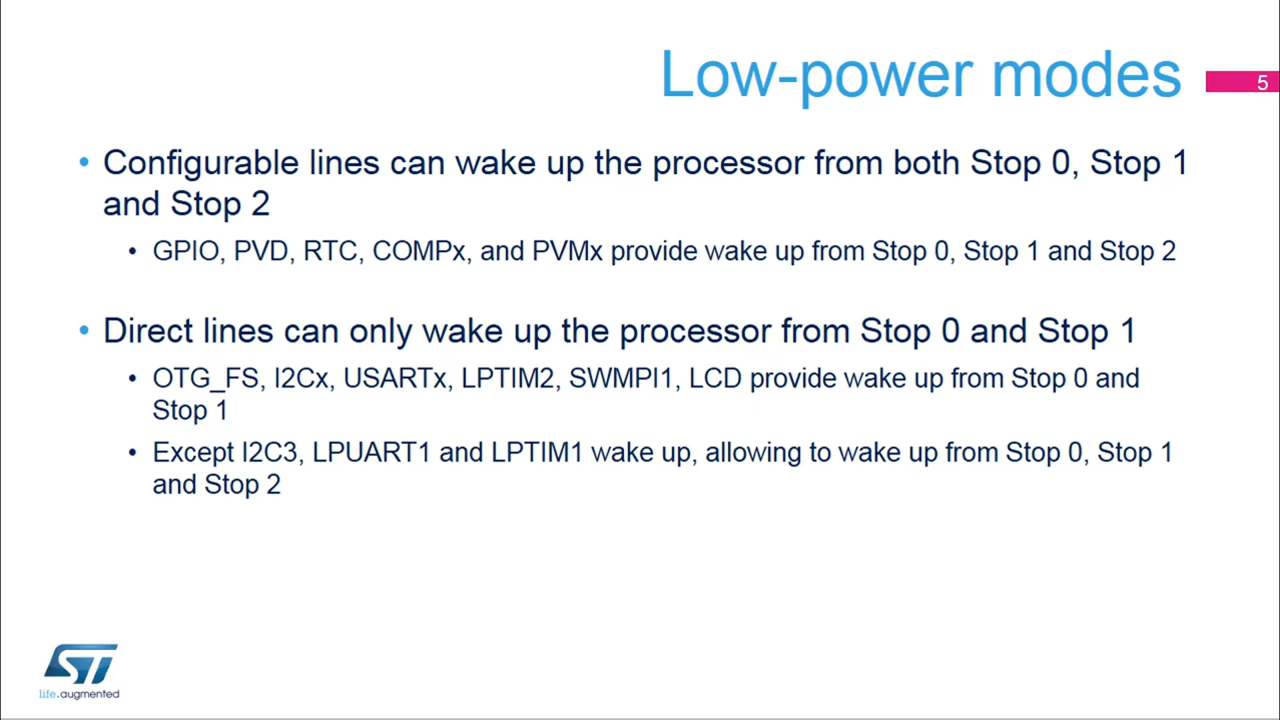 Low-power modes
5
• Configurable lines can wake up the processor from both Stop 0, Stop 1
and Stop 2
• GPIO, PVD, RTC, COMPx, and PVMx provide wake up from Stop 0, Stop 1 and Stop 2
• Direct lines can only wake up the processor from Stop 0 and Stop 1
• OTG_FS, I2Cx, USARTx, LPTIM2, SWMPI1, LCD provide wake up from Stop 0 and
Stop 1
• Except I2C3, LPUART1 and LPTIM1 wake up, allowing to wake up from Stop 0, Stop 1
and Stop 2
ST
life.augmented